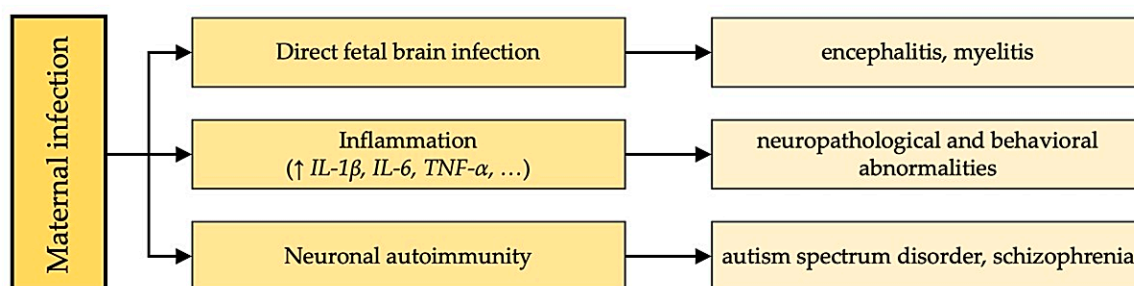 Maternal infection
Direct fetal brain infection
encephalitis, myelitis
Inflammation
(↑ IL-1β, IL-6, TNF-α, …)
neuropathological and behavioral
abnormalities
Neuronal autoimmunity
autism spectrum disorder, schizophrenia